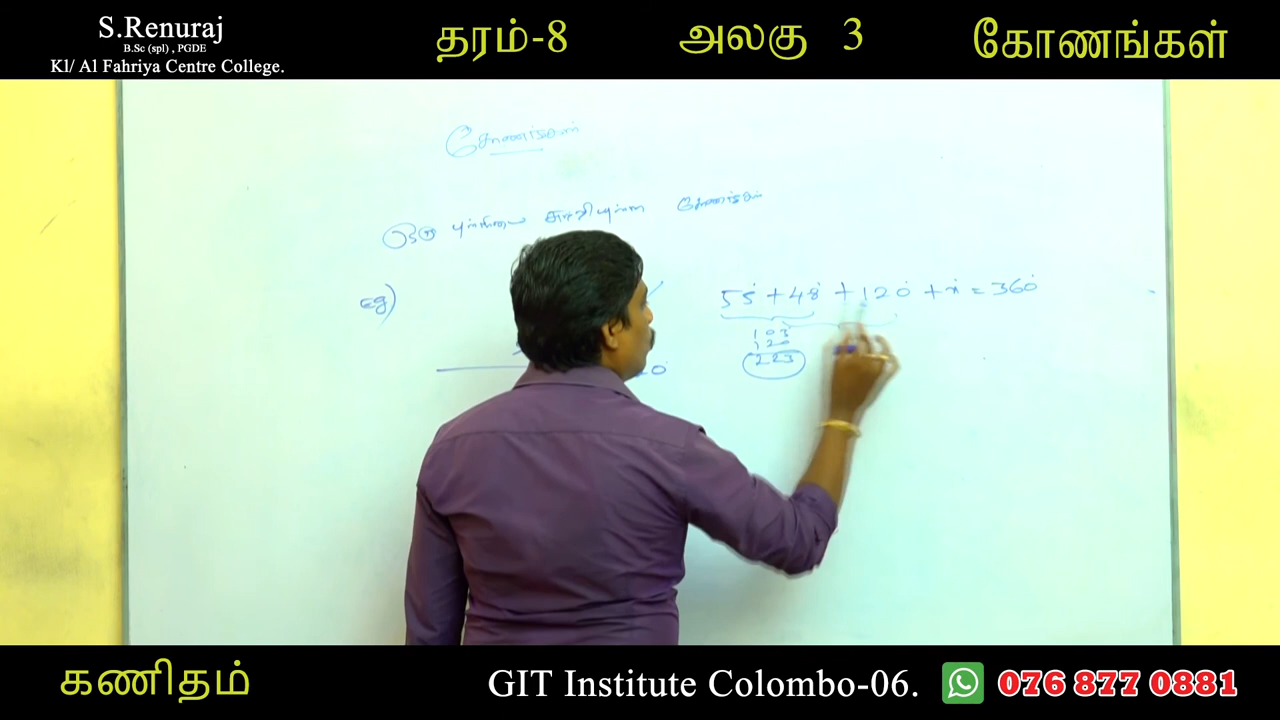 S.Renuraj
B.Sc (spl) , PGDE
Kl/ Al Fahriya Centre College.
தரம்-8 அலகு 3 கோணங்கள்
கோணங்கள்
ஒரு புள்ளியை சுற்றியுள்ள கோணங்கள்
eg)
55° + 48° + 120° + x° = 360°
103
120
223
கணிதம்
GIT Institute Colombo-06.
076 877 0881